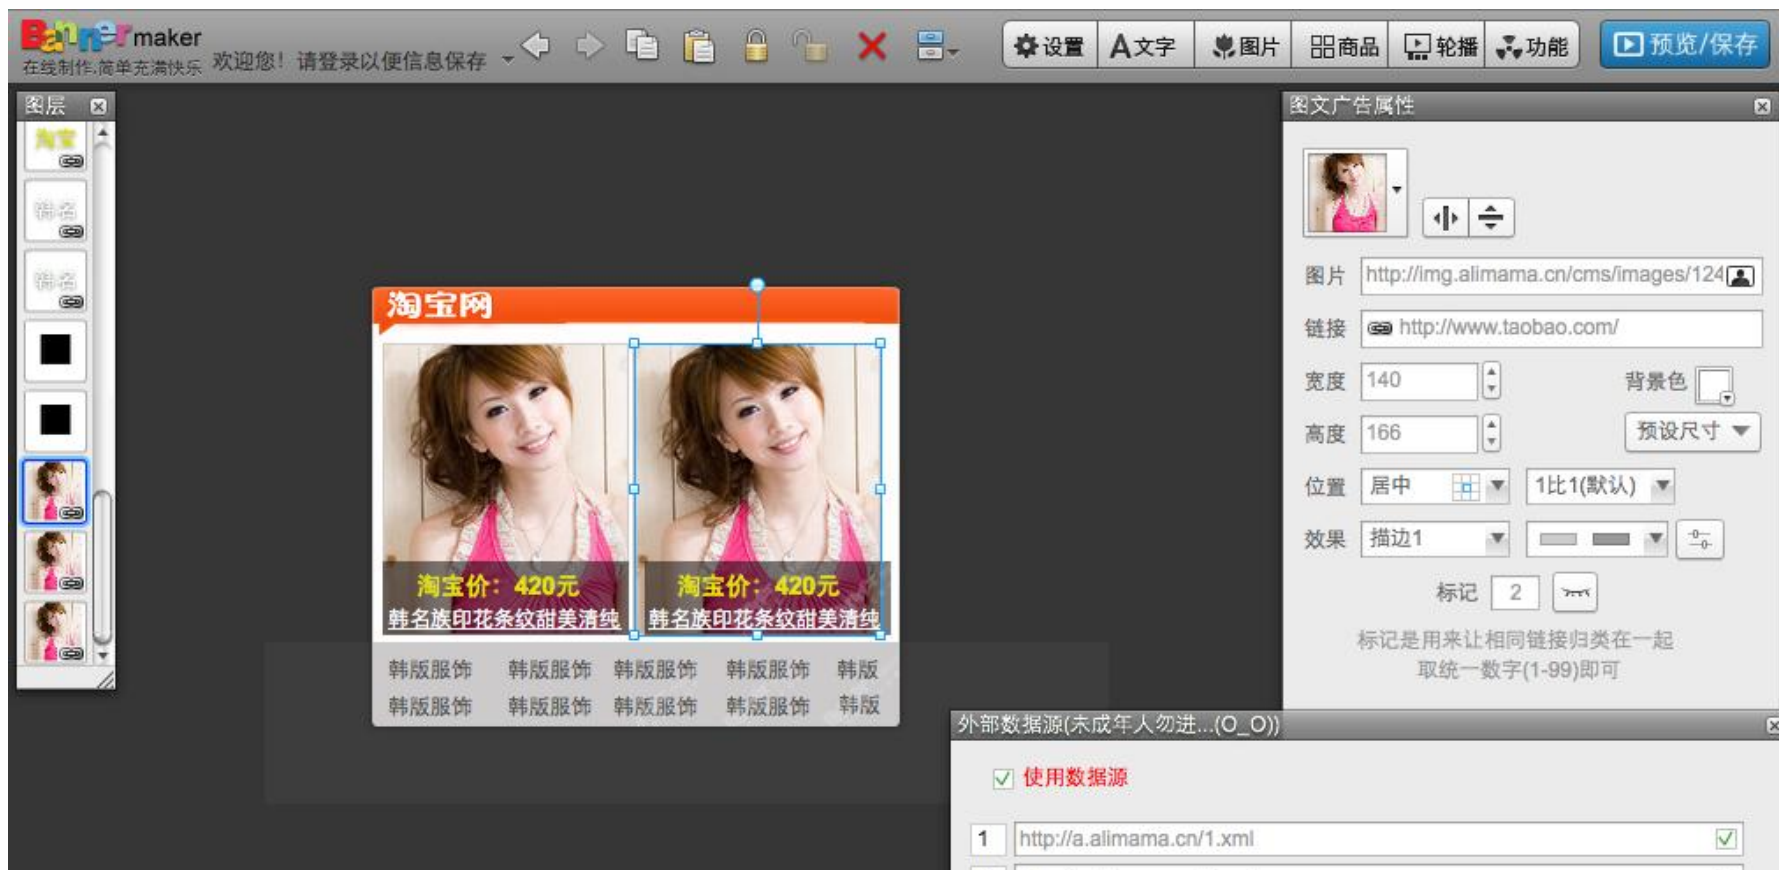 Banner maker
在线制作,简单充满快乐
欢迎您！请登录以便信息保存
设置
A文字
图片
商品
轮播
功能
预览/保存
图层
淘宝
韩名
韩名
淘宝网
淘宝价：420元
韩名族印花条纹甜美清纯
淘宝价：420元
韩名族印花条纹甜美清纯
韩版服饰 韩版服饰 韩版服饰 韩版服饰 韩版
韩版服饰 韩版服饰 韩版服饰 韩版服饰 韩版
图文广告属性
图片 http://img.alimama.cn/cms/images/124
链接 http://www.taobao.com/
宽度 140 背景色
高度 166 预设尺寸
位置 居中 1比1(默认)
效果 描边1
标记 2
标记是用来让相同链接归类在一起
取统一数字(1-99)即可
外部数据源(未成年人勿进...(O_O))
使用数据源
1 http://a.alimama.cn/1.xml